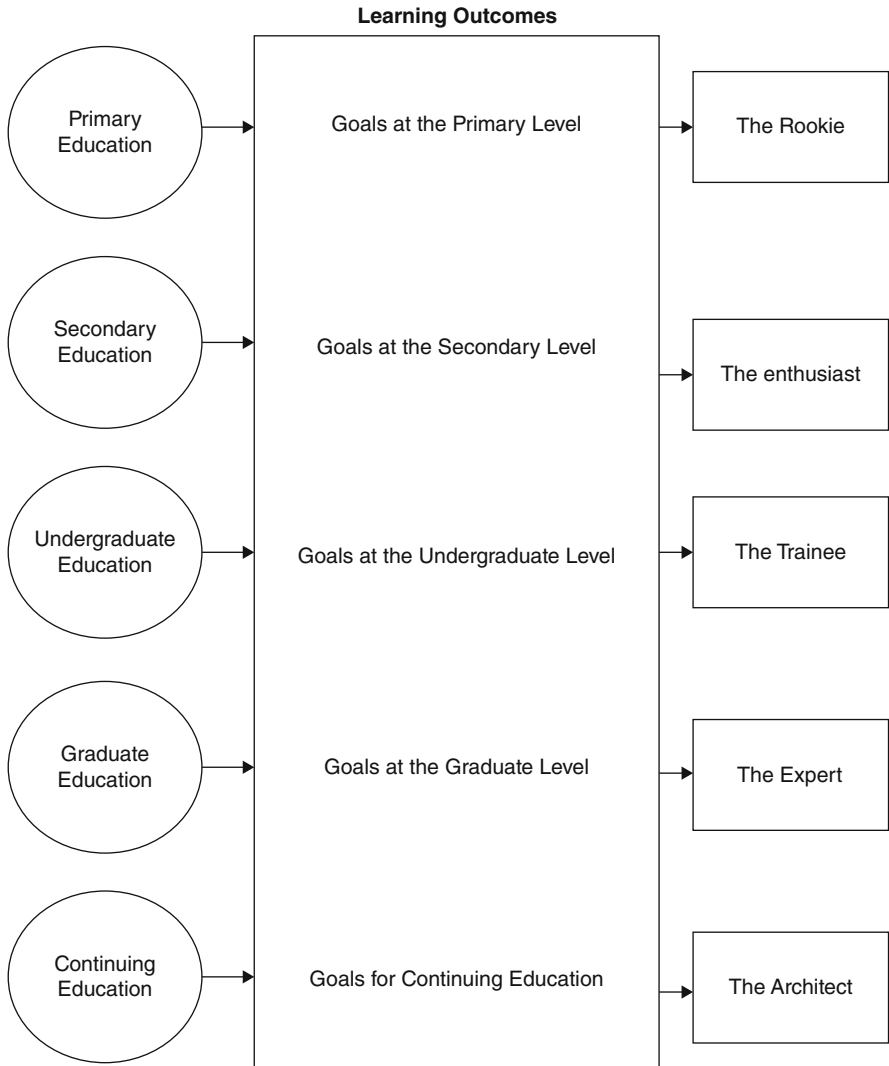 Learning Outcomes
Primary
Education
Goals at the Primary Level
The Rookie
Secondary
Education
Goals at the Secondary Level
The enthusiast
Undergraduate
Education
Goals at the Undergraduate Level
The Trainee
Graduate
Education
Goals at the Graduate Level
The Expert
Continuing
Education
Goals for Continuing Education
The Architect